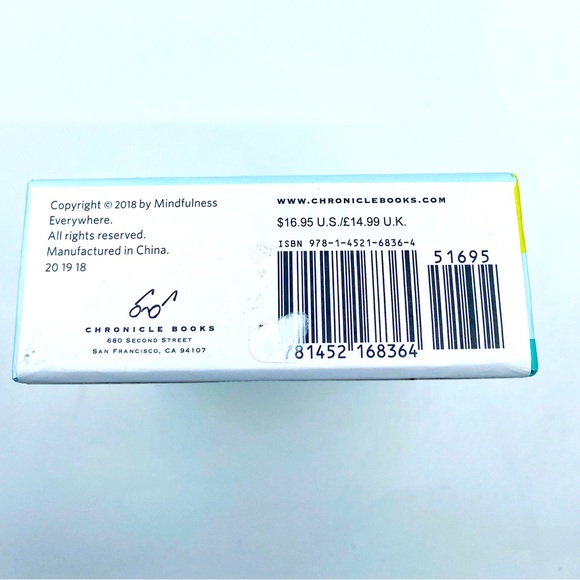 Copyright © 2018 by Mindfulness
Everywhere.
All rights reserved.
Manufactured in China.
20 19 18
CHRONICLE BOOKS
680 SECOND STREET
SAN FRANCISCO, CA 94107
WWW.CHRONICLEBOOKS.COM
$16.95 U.S./£14.99 U.K.
ISBN 978-1-4521-6836-4
51695
781452 168364